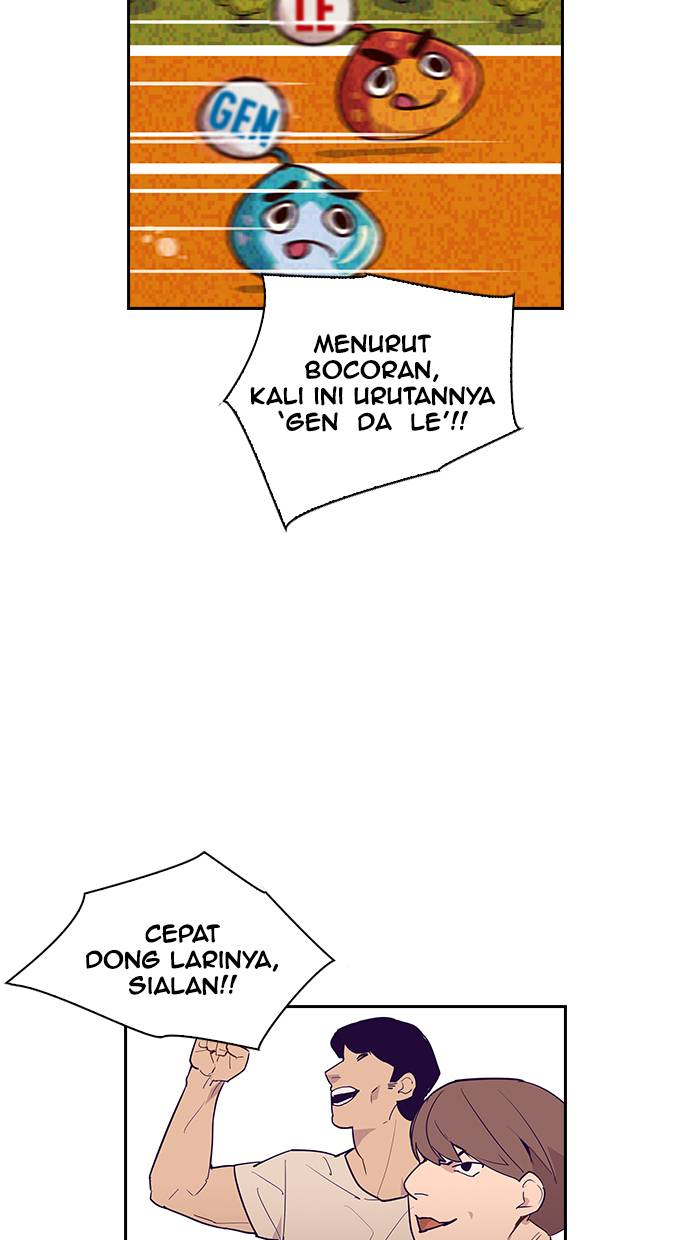 LE
GEN
MENURUT
BOCORAN,
KALI INI URUTANNYA
'GEN DA LE'!!
CEPAT
DONG LARINYA,
SIALAN!!